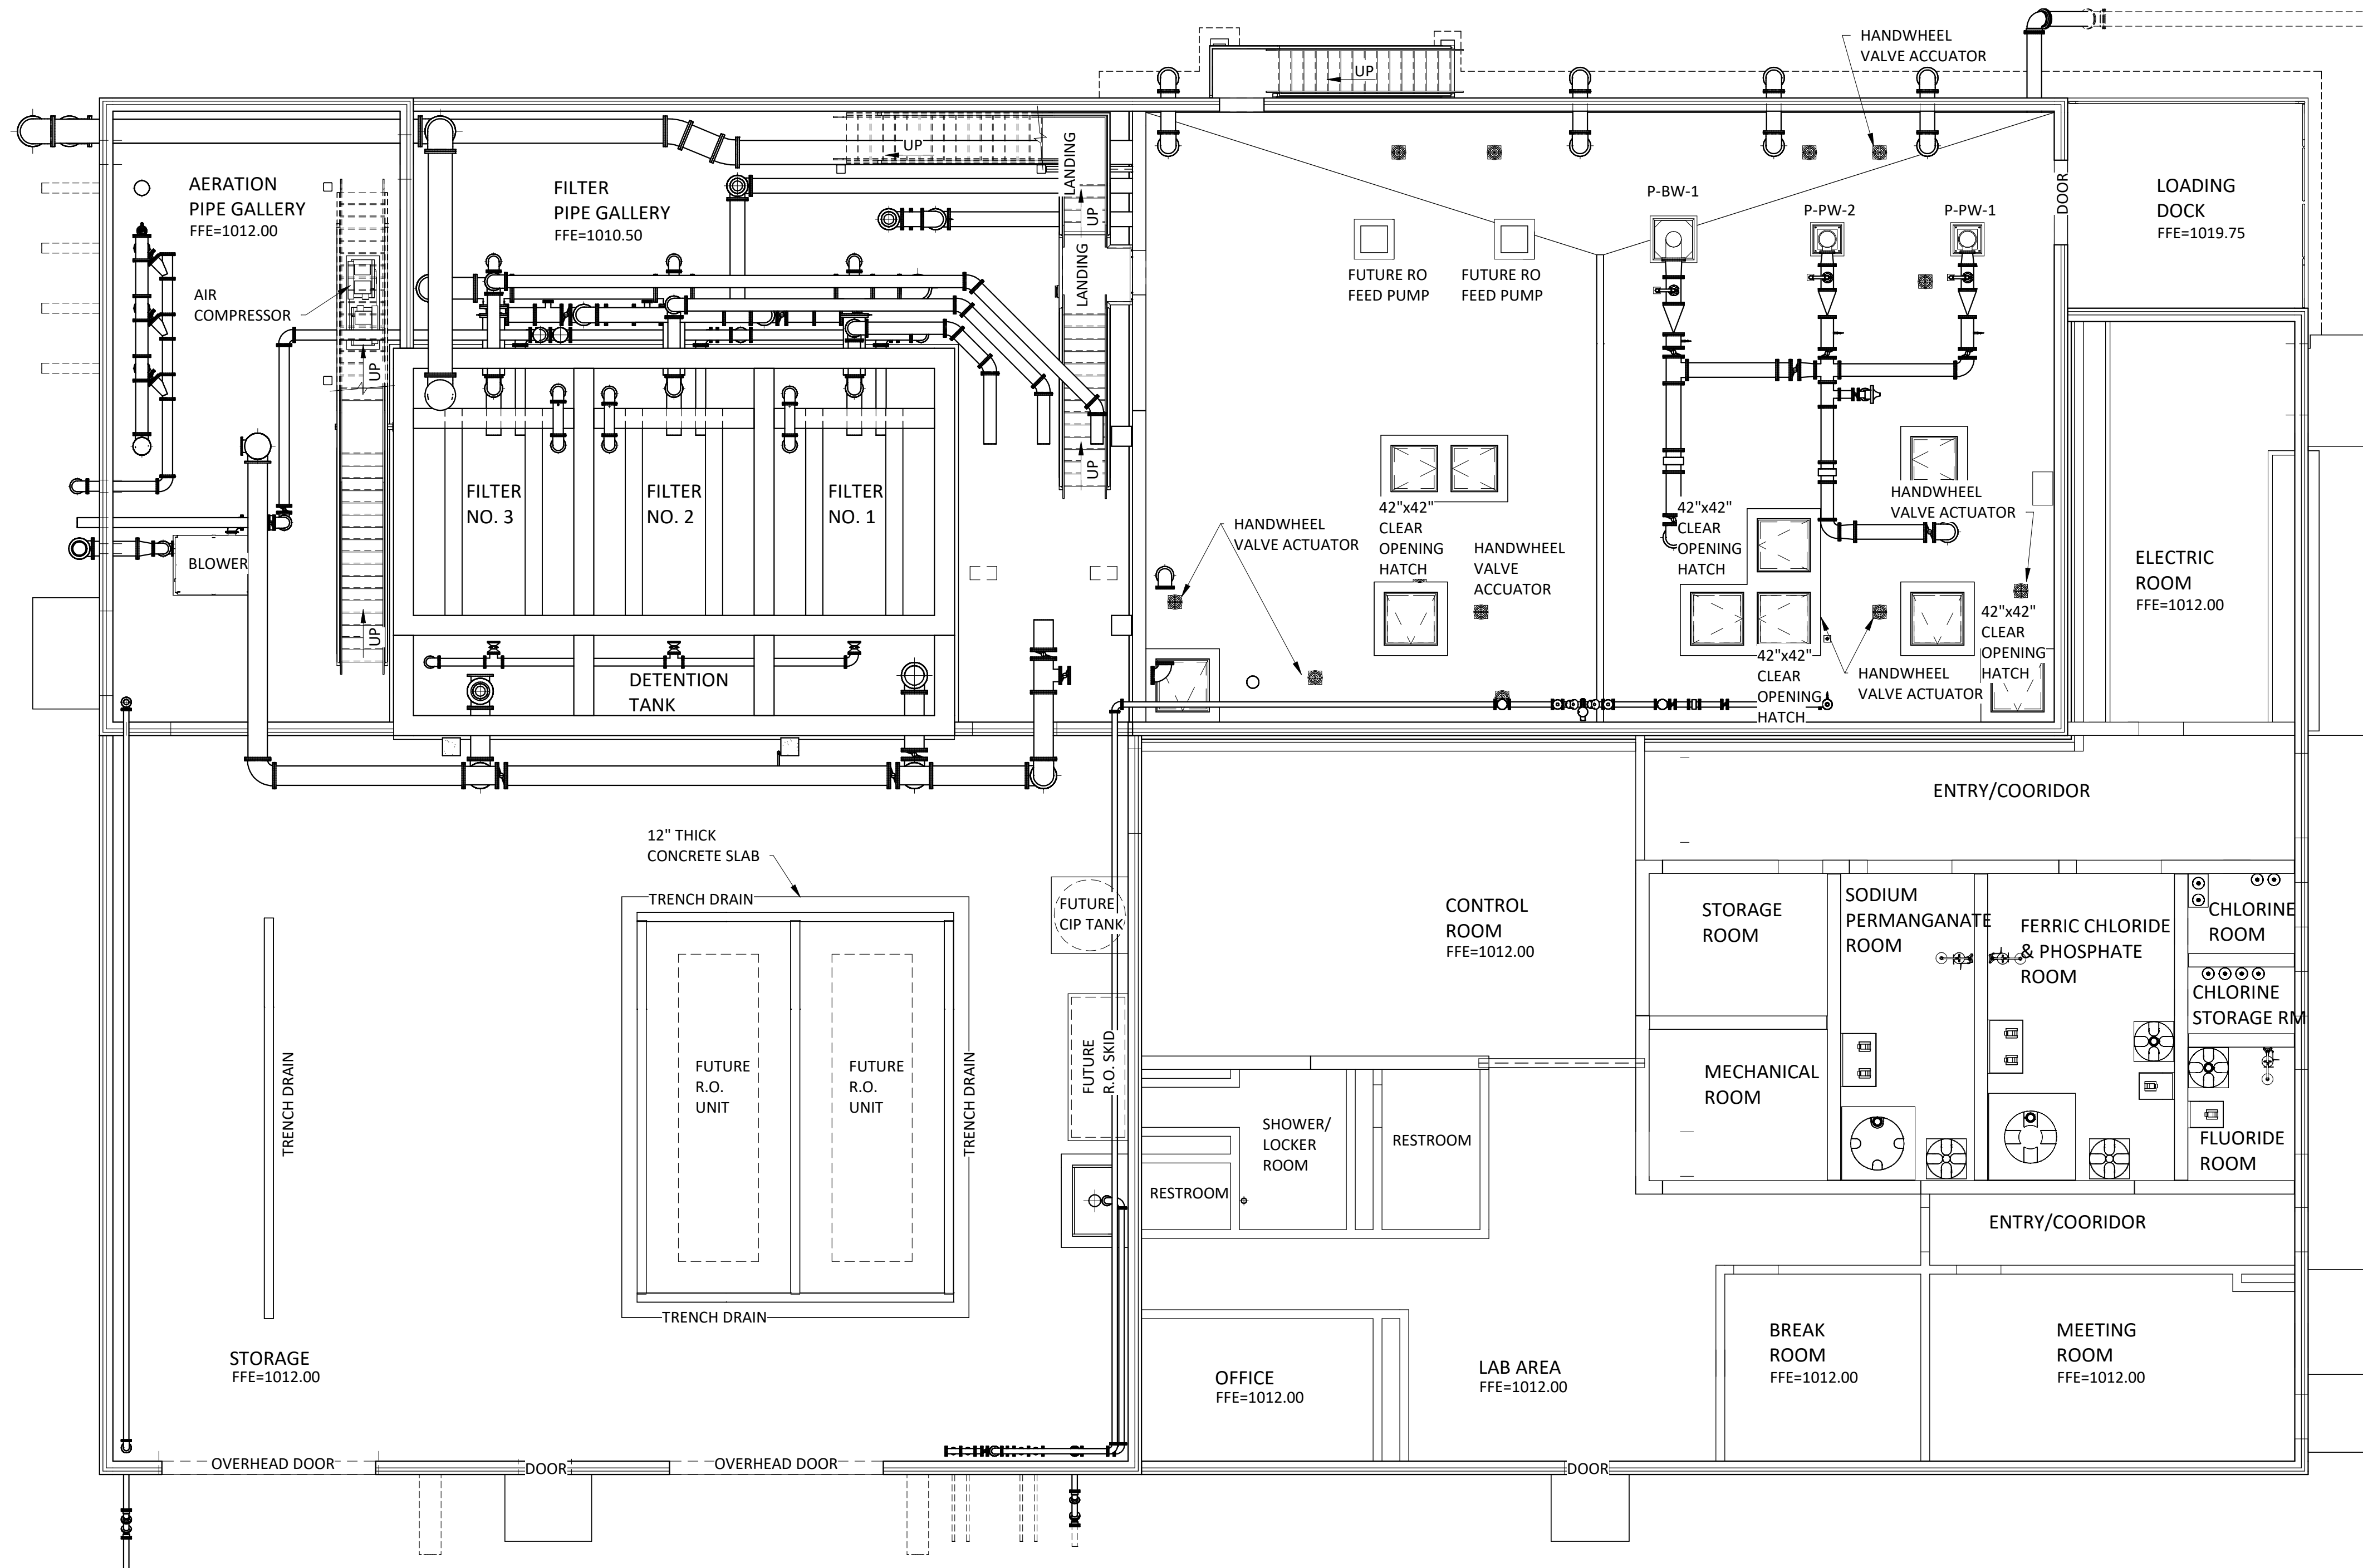 HANDWHEEL
VALVE ACCUATOR
UP
UP
LANDING
DOOR
AERATION
PIPE GALLERY
FFE=1012.00
FILTER
PIPE GALLERY
FFE=1010.50
UP
P-BW-1
P-PW-2
P-PW-1
LOADING
DOCK
FFE=1019.75
AIR
COMPRESSOR
LANDING
FUTURE RO
FEED PUMP
FUTURE RO
FEED PUMP
UP
UP
FILTER
NO. 3
FILTER
NO. 2
FILTER
NO. 1
HANDWHEEL
VALVE ACTUATOR
42"x42"
CLEAR
OPENING
HATCH
HANDWHEEL
VALVE
ACCUATOR
42"x42"
CLEAR
OPENING
HATCH
HANDWHEEL
VALVE ACTUATOR
BLOWER
ELECTRIC
ROOM
FFE=1012.00
UP
42"x42"
CLEAR
OPENING
HATCH
42"x42"
CLEAR
OPENING
HATCH
HANDWHEEL
VALVE ACTUATOR
DETENTION
TANK
ENTRY/COORIDOR
12" THICK
CONCRETE SLAB
TRENCH DRAIN
FUTURE
CIP TANK
CONTROL
ROOM
FFE=1012.00
STORAGE
ROOM
SODIUM
PERMANGANATE
ROOM
FERRIC CHLORIDE
& PHOSPHATE
ROOM
CHLORINE
ROOM
CHLORINE
STORAGE RM
TRENCH DRAIN
FUTURE
R.O.
UNIT
FUTURE
R.O.
UNIT
TRENCH DRAIN
FUTURE
R.O. SKID
MECHANICAL
ROOM
SHOWER/
LOCKER
ROOM
RESTROOM
RESTROOM
FLUORIDE
ROOM
ENTRY/COORIDOR
TRENCH DRAIN
STORAGE
FFE=1012.00
OFFICE
FFE=1012.00
LAB AREA
FFE=1012.00
BREAK
ROOM
FFE=1012.00
MEETING
ROOM
FFE=1012.00
OVERHEAD DOOR
DOOR
OVERHEAD DOOR
DOOR